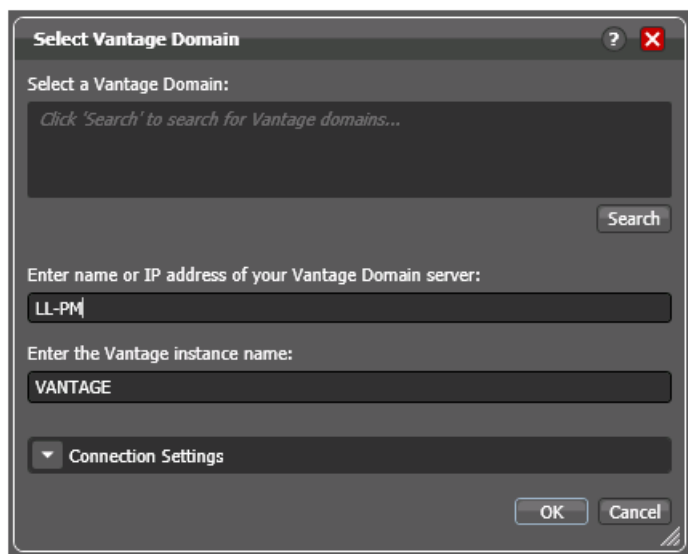 Select Vantage Domain
?
Select a Vantage Domain:
Click 'Search' to search for Vantage domains...
Search
Enter name or IP address of your Vantage Domain server:
LL-PM
Enter the Vantage instance name:
VANTAGE
Connection Settings
OK
Cancel